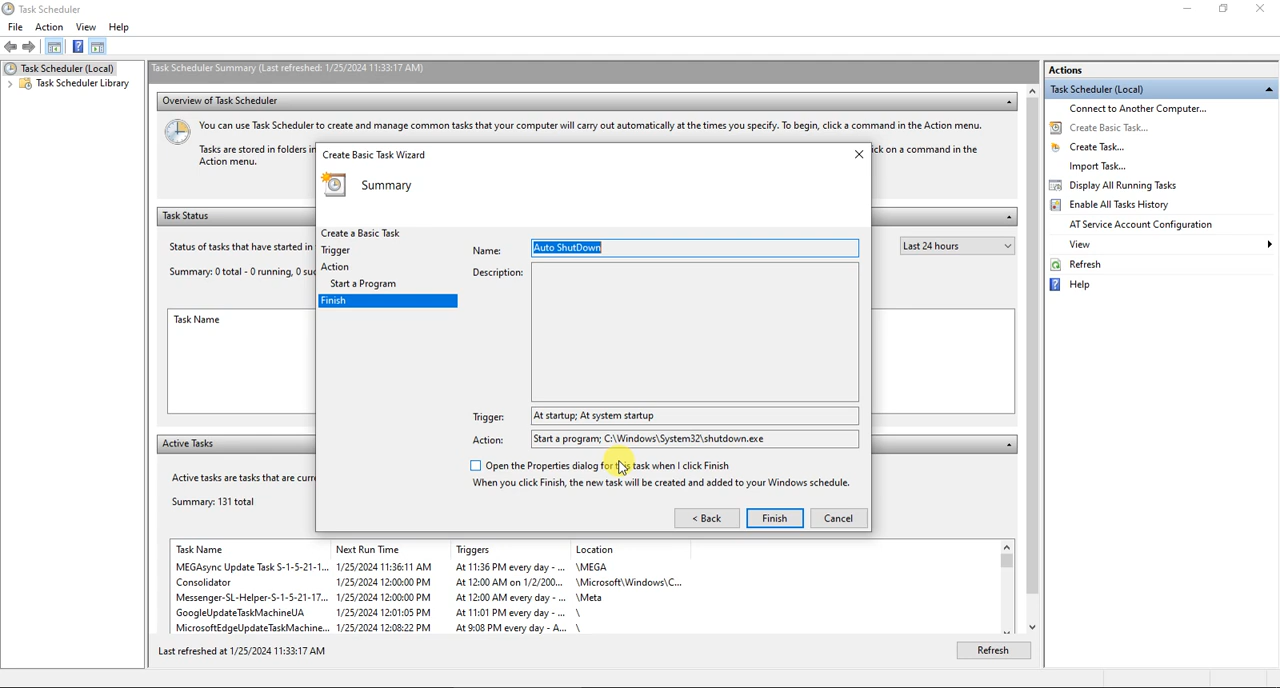 Task Scheduler
File Action View Help
Task Scheduler (Local)
Task Scheduler Library
Task Scheduler Summary (Last refreshed: 1/25/2024 11:33:17 AM)
Overview of Task Scheduler
You can use Task Scheduler to create and manage common tasks that your computer will carry out automatically at the times you specify. To begin, click a command in the Action menu.
Tasks are stored in folders in
ick on a command in the
Action menu.
Task Status
Status of tasks that have started in
Last 24 hours
Summary: 0 total - 0 running, 0 suc
Task Name
Active Tasks
Active tasks are tasks that are curr
Summary: 131 total
Task Name Next Run Time Triggers Location
MEGAsync Update Task S-1-5-21-1... 1/25/2024 11:36:11 AM At 11:36 PM every day - ... \MEGA
Consolidator 1/25/2024 12:00:00 PM At 12:00 AM on 1/2/200... \Microsoft\Windows\C...
Messenger-SL-Helper-S-1-5-21-17... 1/25/2024 12:00:00 PM At 12:00 AM every day - ... \Meta
GoogleUpdateTaskMachineUA 1/25/2024 12:01:05 PM At 11:01 PM every day - ... \
MicrosoftEdgeUpdateTaskMachine... 1/25/2024 12:08:22 PM At 9:08 PM every day - A... \
Last refreshed at 1/25/2024 11:33:17 AM
Refresh
Create Basic Task Wizard
Summary
Create a Basic Task
Trigger
Action
Start a Program
Finish
Name: Auto ShutDown
Description:
Trigger: At startup; At system startup
Action: Start a program; C:\Windows\System32\shutdown.exe
Open the Properties dialog for this task when I click Finish
When you click Finish, the new task will be created and added to your Windows schedule.
< Back Finish Cancel
Actions
Task Scheduler (Local)
Connect to Another Computer...
Create Basic Task...
Create Task...
Import Task...
Display All Running Tasks
Enable All Tasks History
AT Service Account Configuration
View
Refresh
Help